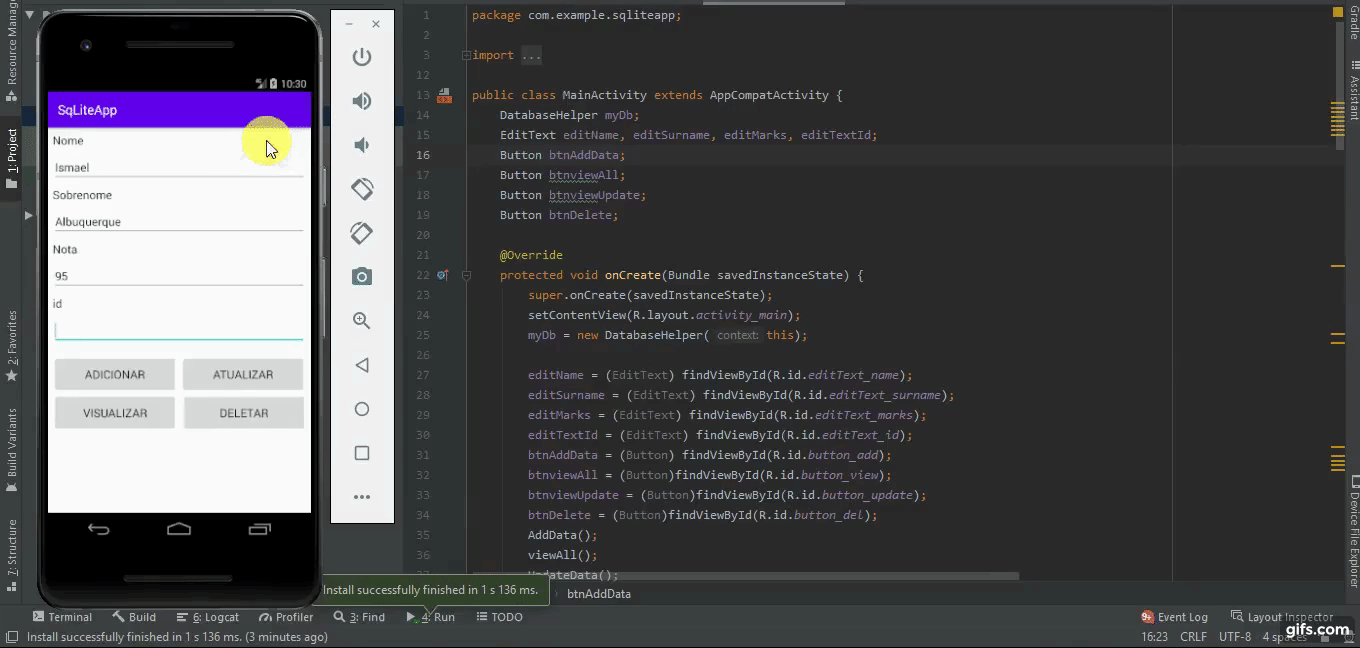 Resource Manager
1: Project
2: Favorites
Build Variants
7: Structure
10:30
SqLiteApp
Nome
Ismael
Sobrenome
Albuquerque
Nota
95
id
ADICIONAR
ATUALIZAR
VISUALIZAR
DELETAR
1 package com.example.sqliteapp;
2
3 import ...
12
13 public class MainActivity extends AppCompatActivity {
14 DatabaseHelper myDb;
15 EditText editName, editSurname, editMarks, editTextId;
16 Button btnAddData;
17 Button btnviewAll;
18 Button btnviewUpdate;
19 Button btnDelete;
20
21 @Override
22 protected void onCreate(Bundle savedInstanceState) {
23 super.onCreate(savedInstanceState);
24 setContentView(R.layout.activity_main);
25 myDb = new DatabaseHelper( context: this);
26
27 editName = (EditText) findViewById(R.id.editText_name);
28 editSurname = (EditText) findViewById(R.id.editText_surname);
29 editMarks = (EditText) findViewById(R.id.editText_marks);
30 editTextId = (EditText) findViewById(R.id.editText_id);
31 btnAddData = (Button) findViewById(R.id.button_add);
32 btnviewAll = (Button)findViewById(R.id.button_view);
33 btnviewUpdate = (Button)findViewById(R.id.button_update);
34 btnDelete = (Button)findViewById(R.id.button_del);
35 AddData();
36 viewAll();
37 UpdateData();
Install successfully finished in 1 s 136 ms.
btnAddData
Gradle
Assistant
Device File Explorer
Terminal Build 6: Logcat Profiler 3: Find 4: Run TODO
9+ Event Log Layout Inspector
Install successfully finished in 1 s 136 ms. (3 minutes ago)
16:23 CRLF UTF-8 4 spaces
gifs.com